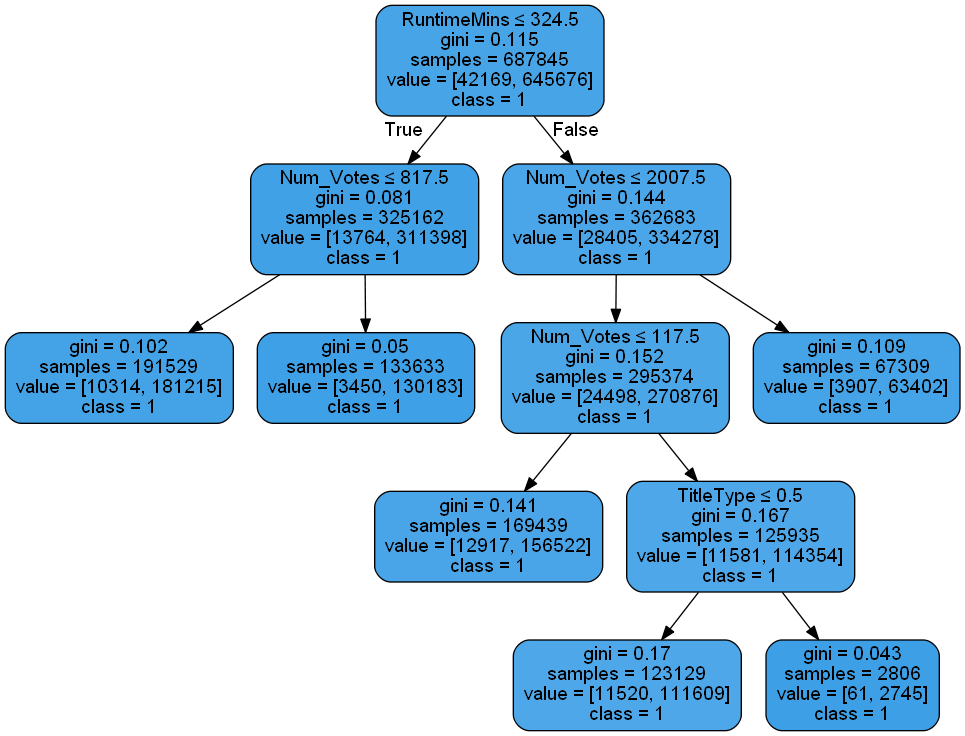 RuntimeMins ≤ 324.5
gini = 0.115
samples = 687845
value = [42169, 645676]
class = 1
True
False
Num_Votes ≤ 817.5
gini = 0.081
samples = 325162
value = [13764, 311398]
class = 1
Num_Votes ≤ 2007.5
gini = 0.144
samples = 362683
value = [28405, 334278]
class = 1
gini = 0.102
samples = 191529
value = [10314, 181215]
class = 1
gini = 0.05
samples = 133633
value = [3450, 130183]
class = 1
Num_Votes ≤ 117.5
gini = 0.152
samples = 295374
value = [24498, 270876]
class = 1
gini = 0.109
samples = 67309
value = [3907, 63402]
class = 1
gini = 0.141
samples = 169439
value = [12917, 156522]
class = 1
TitleType ≤ 0.5
gini = 0.167
samples = 125935
value = [11581, 114354]
class = 1
gini = 0.17
samples = 123129
value = [11520, 111609]
class = 1
gini = 0.043
samples = 2806
value = [61, 2745]
class = 1